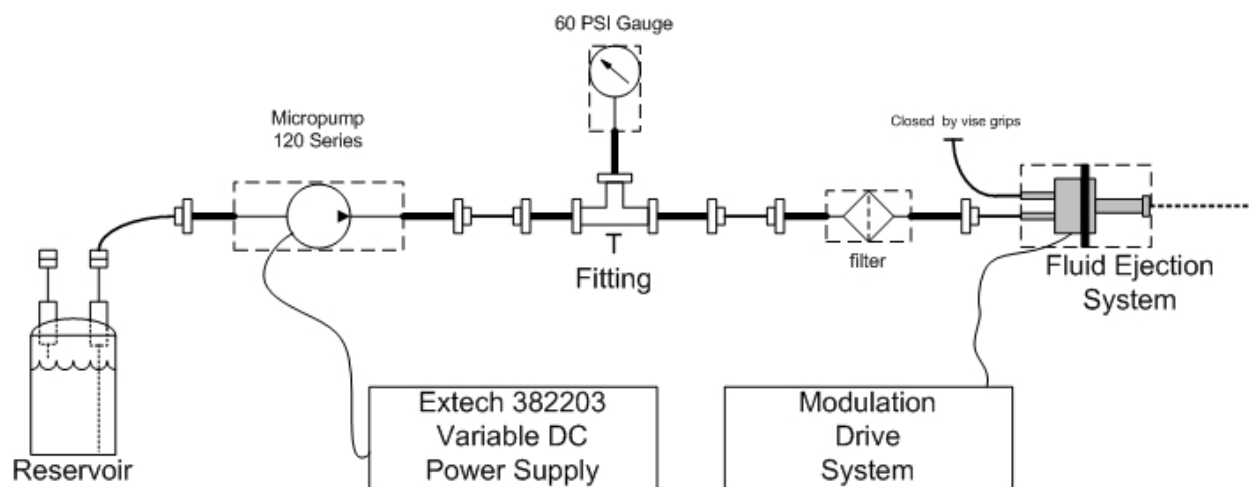 60 PSI Gauge
Micropump
120 Series
Closed by vise grips
Fitting
filter
Fluid Ejection
System
Reservoir
Extech 382203
Variable DC
Power Supply
Modulation
Drive
System